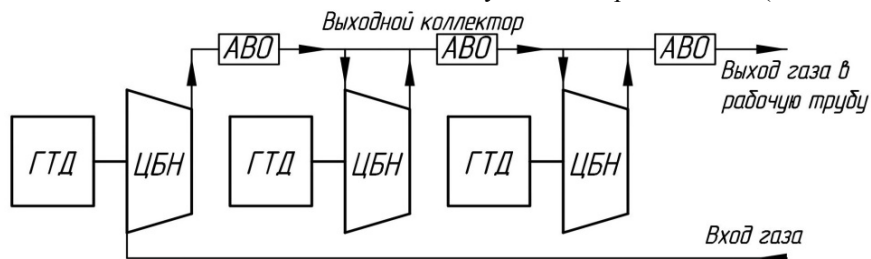 Выходной коллектор
АВО
АВО
АВО
Выход газа в
рабочую трубу
ГТД
ЦБН
ГТД
ЦБН
ГТД
ЦБН
Вход газа